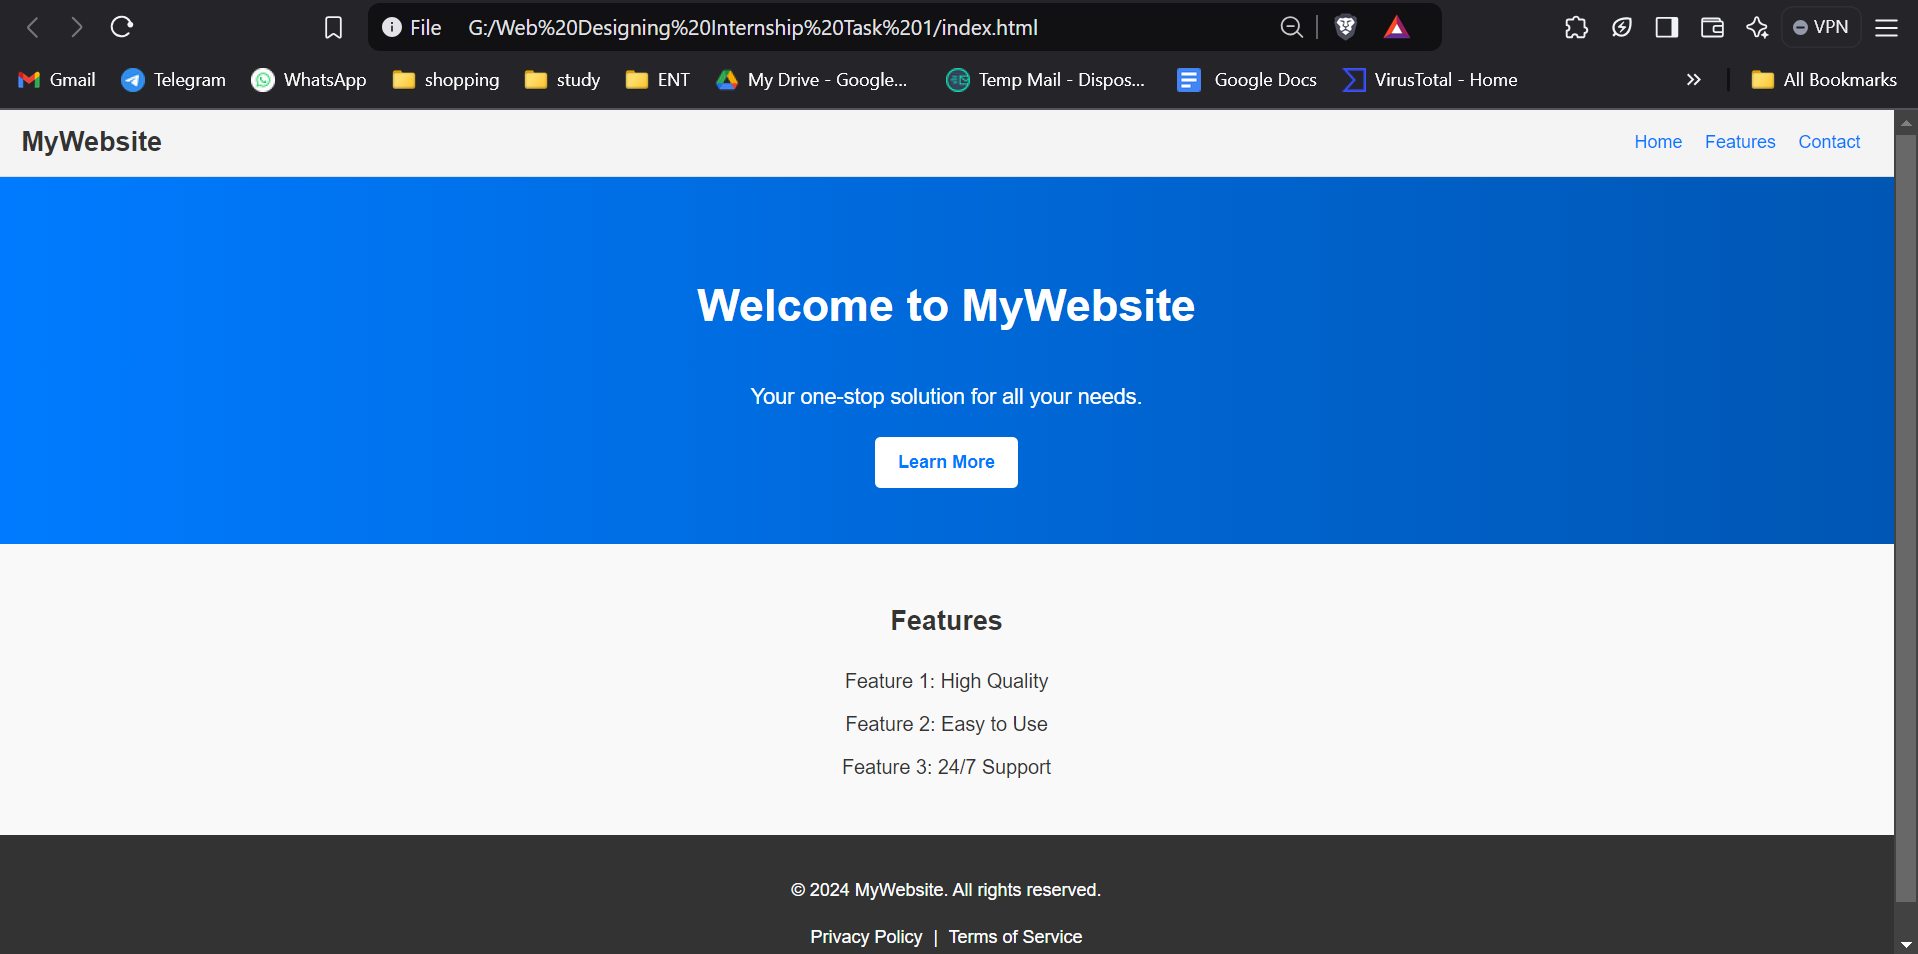 File G:/Web%20Designing%20Internship%20Task%201/index.html VPN
Gmail Telegram WhatsApp shopping study ENT My Drive - Google... Temp Mail - Dispos... Google Docs VirusTotal - Home All Bookmarks
MyWebsite Home Features Contact
Welcome to MyWebsite
Your one-stop solution for all your needs.
Learn More
Features
Feature 1: High Quality
Feature 2: Easy to Use
Feature 3: 24/7 Support
© 2024 MyWebsite. All rights reserved.
Privacy Policy | Terms of Service